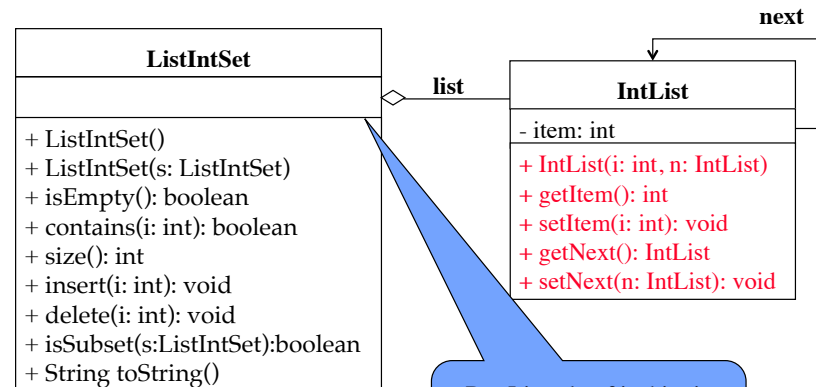 next
ListIntSet
list
IntList
- item: int
+ ListIntSet()
+ ListIntSet(s: ListIntSet)
+ isEmpty(): boolean
+ contains(i: int): boolean
+ size(): int
+ insert(i: int): void
+ delete(i: int): void
+ isSubset(s:ListIntSet):boolean
+ String toString()
+ IntList(i: int, n: IntList)
+ getItem(): int
+ setItem(i: int): void
+ getNext(): IntList
+ setNext(n: IntList): void